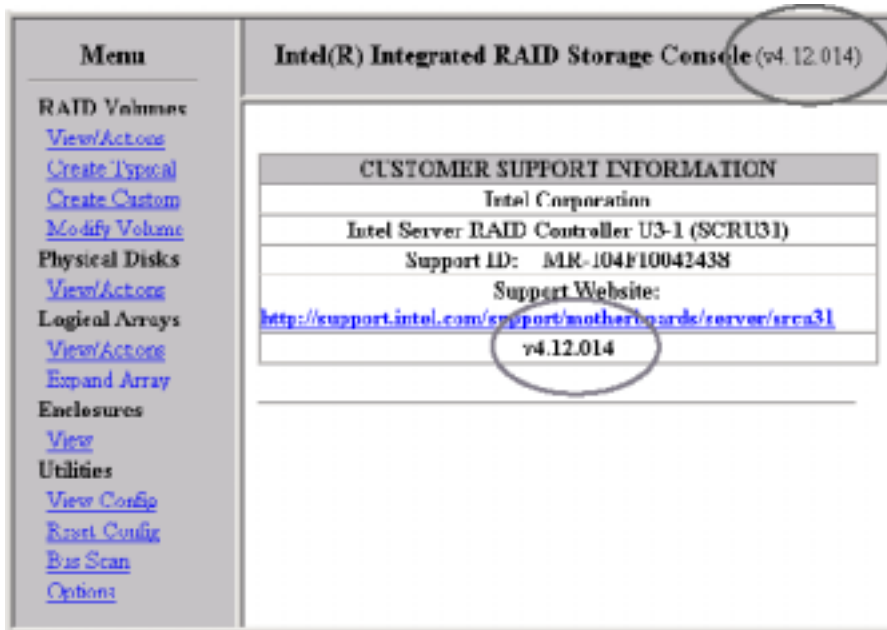 Menu
Intel(R) Integrated RAID Storage Console (v4.12.014)
RAID Volumes
View/Actions
Create Typical
Create Custom
Modify Volume
Physical Disks
View/Actions
Logical Arrays
View/Actions
Expand Array
Enclosures
View
Utilities
View Config
Reset Config
Bus Scan
Options
CUSTOMER SUPPORT INFORMATION
Intel Corporation
Intel Server RAID Controller U3-1 (SCRU31)
Support ID: MR-104F10042438
Support Website:
http://support.intel.com/support/motherboards/server/srcu31
v4.12.014